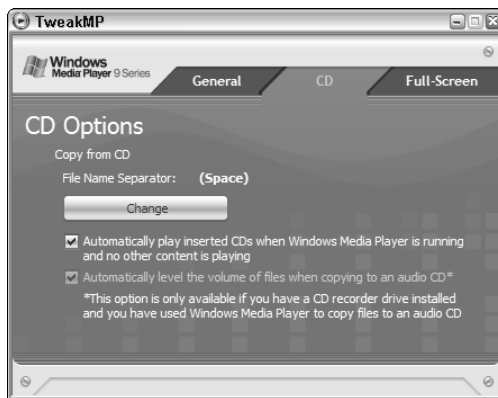 TweakMP
Windows
Media Player 9 Series
General
CD
Full-Screen
CD Options
Copy from CD
File Name Separator: (Space)
Change
Automatically play inserted CDs when Windows Media Player is running
and no other content is playing
Automatically level the volume of files when copying to an audio CD*
*This option is only available if you have a CD recorder drive installed
and you have used Windows Media Player to copy files to an audio CD